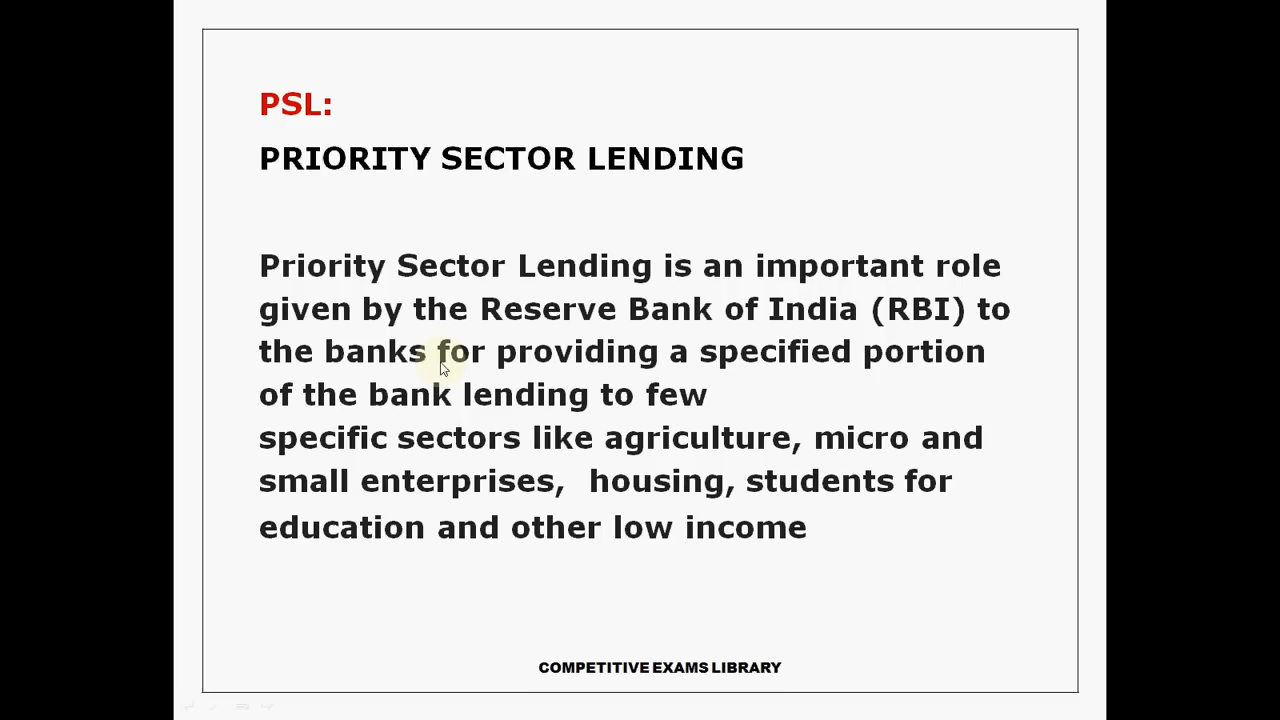 PSL:
PRIORITY SECTOR LENDING
Priority Sector Lending is an important role
given by the Reserve Bank of India (RBI) to
the banks for providing a specified portion
of the bank lending to few
specific sectors like agriculture, micro and
small enterprises,  housing, students for
education and other low income
COMPETITIVE EXAMS LIBRARY